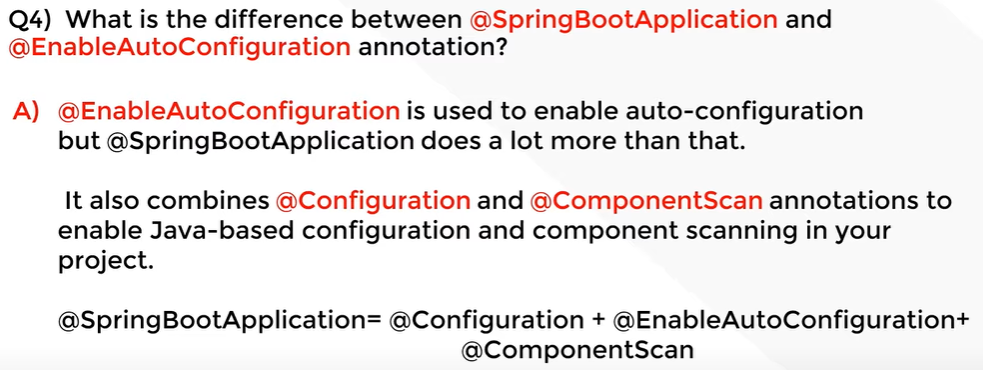 Q4) What is the difference between @SpringBootApplication and
@EnableAutoConfiguration annotation?
A) @EnableAutoConfiguration is used to enable auto-configuration
but @SpringBootApplication does a lot more than that.
It also combines @Configuration and @ComponentScan annotations to
enable Java-based configuration and component scanning in your
project.
@SpringBootApplication= @Configuration + @EnableAutoConfiguration+
@ComponentScan